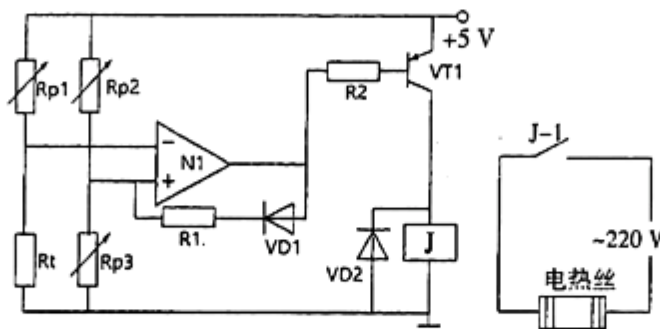 +5 V
Rp1
Rp2
R2
VT1
N1
J-1
R1.
VD1
J
~220 V
Rt
Rp3
VD2
电热丝